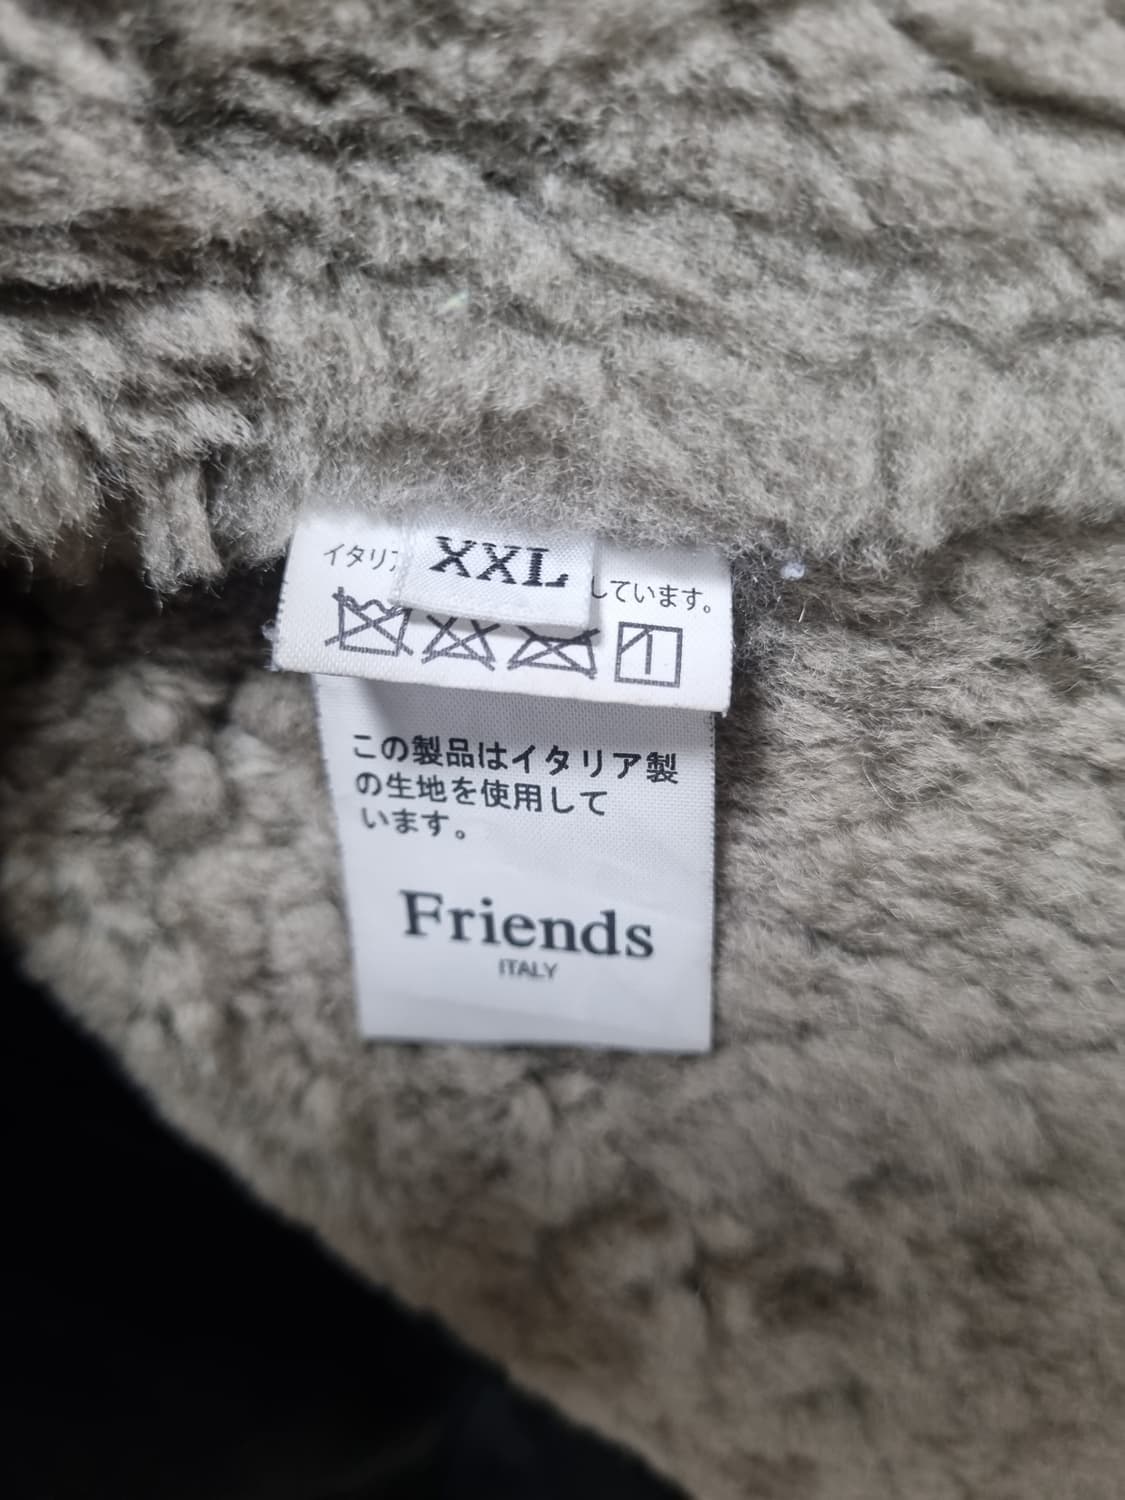 XXL
イタリ
しています。
この製品はイタリア製
の生地を使用して
います。
Friends
ITALY